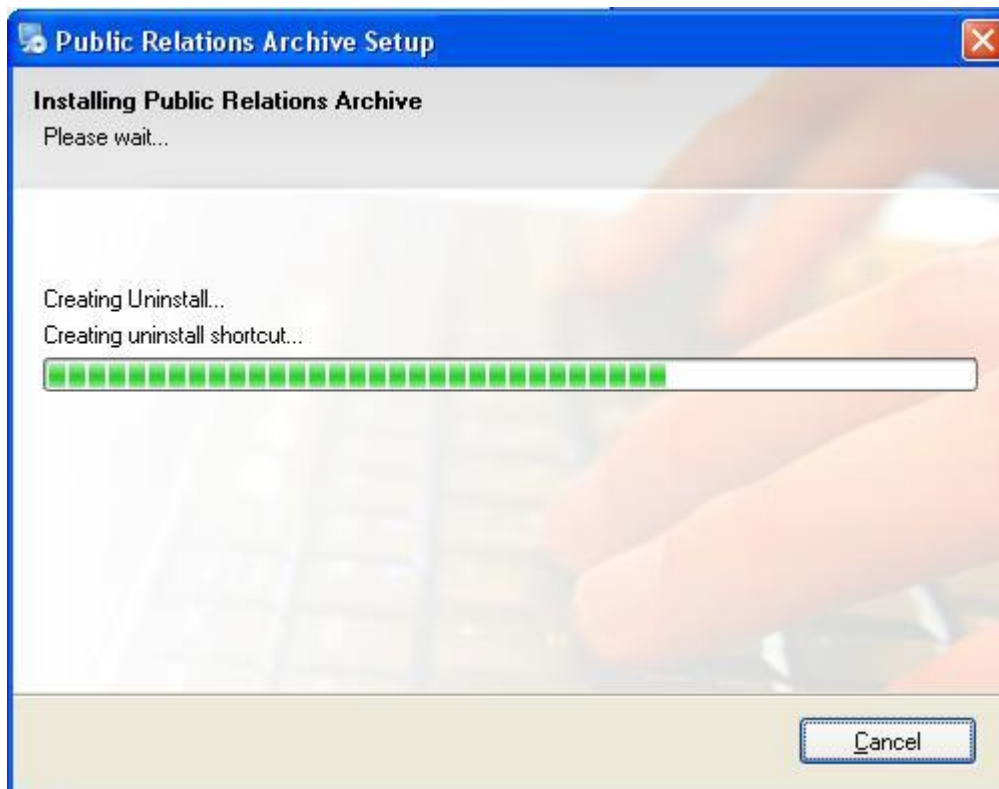 Public Relations Archive Setup
Installing Public Relations Archive
Please wait...
Creating Uninstall...
Creating uninstall shortcut...
Cancel